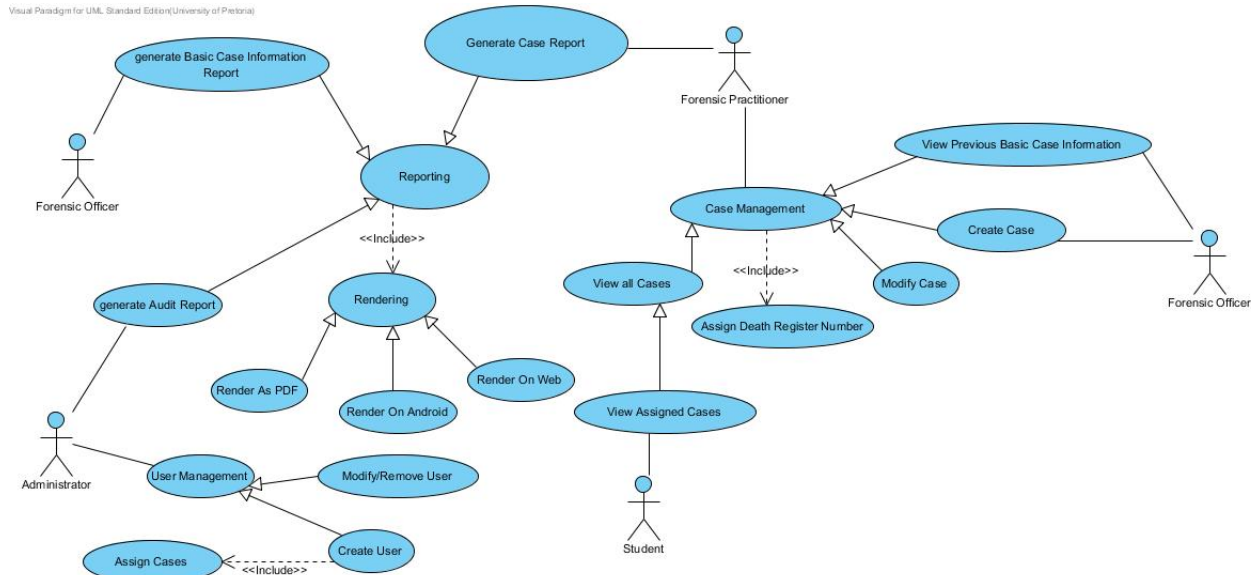 Visual Paradigm for UML Standard Edition(University of Pretoria)
generate Basic Case Information
Report
Generate Case Report
Forensic Practitioner
Forensic Officer
Reporting
View Previous Basic Case Information
Case Management
Create Case
<<Include>>
<<Include>>
View all Cases
Modify Case
Forensic Officer
generate Audit Report
Rendering
Assign Death Register Number
Render As PDF
Render On Android
Render On Web
View Assigned Cases
Administrator
User Management
Modify/Remove User
Student
Create User
Assign Cases
<<Include>>